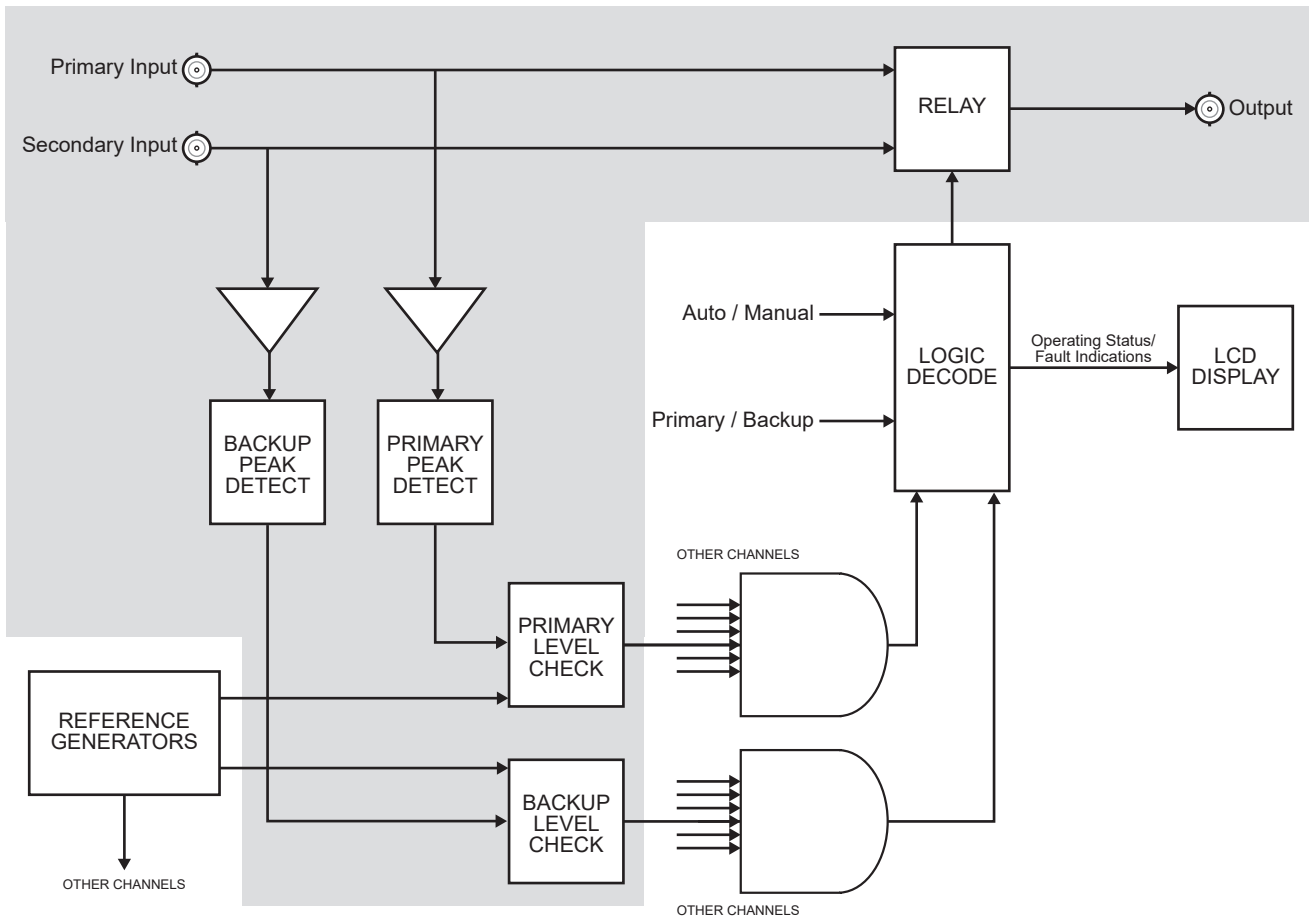 Primary Input
RELAY
Output
Secondary Input
Auto / Manual
Operating Status/
Fault Indications
LOGIC
DECODE
LCD
DISPLAY
Primary / Backup
BACKUP
PEAK
DETECT
PRIMARY
PEAK
DETECT
OTHER CHANNELS
PRIMARY
LEVEL
CHECK
REFERENCE
GENERATORS
BACKUP
LEVEL
CHECK
OTHER CHANNELS
OTHER CHANNELS